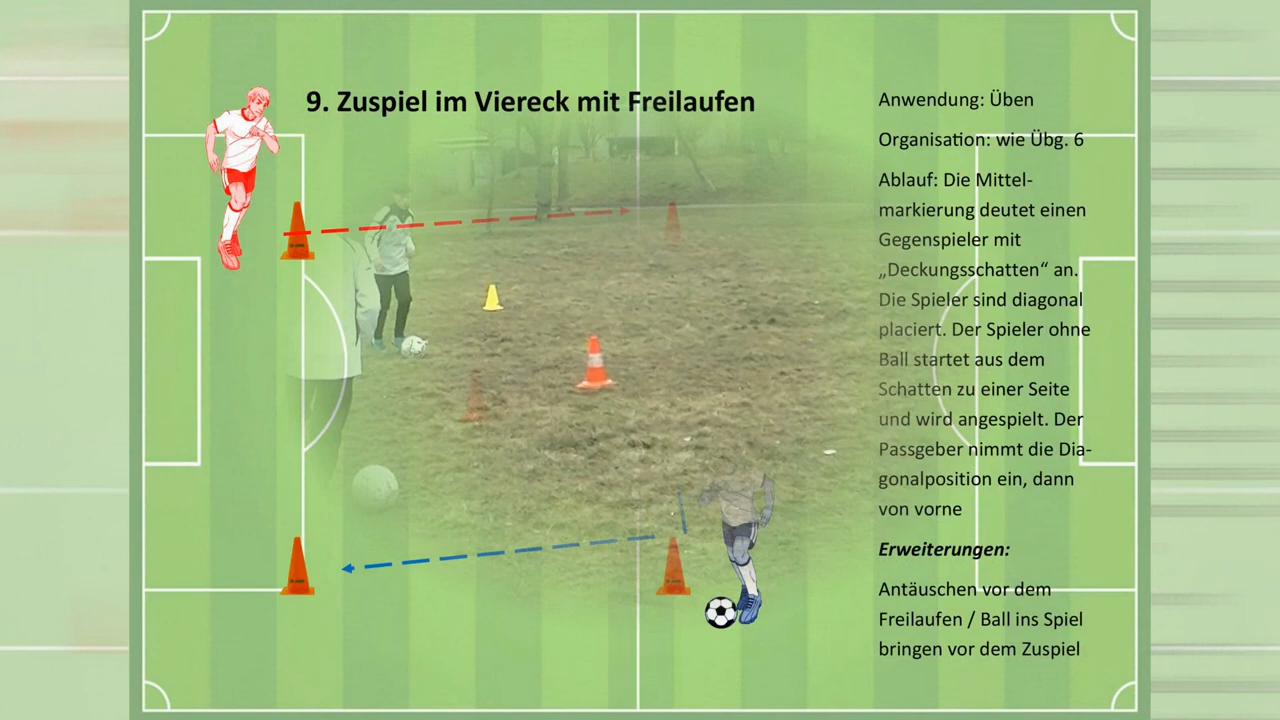 9. Zuspiel im Viereck mit Freilaufen
Anwendung: Üben
Organisation: wie Übg. 6
Ablauf: Die Mittel-
markierung deutet einen
Gegenspieler mit
„Deckungsschatten“ an.
Die Spieler sind diagonal
placiert. Der Spieler ohne
Ball startet aus dem
Schatten zu einer Seite
und wird angespielt. Der
Passgeber nimmt die Dia-
gonalposition ein, dann
von vorne
Erweiterungen:
Antäuschen vor dem
Freilaufen / Ball ins Spiel
bringen vor dem Zuspiel